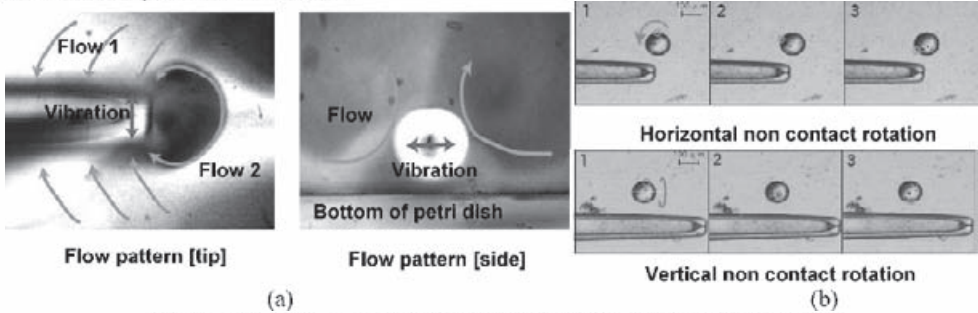 Flow 1
Vibration
Flow 2
Flow pattern [tip]
Flow
Vibration
Bottom of petri dish
Flow pattern [side]
(a)
1
2
3
Horizontal non contact rotation
1
2
3
Vertical non contact rotation
(b)